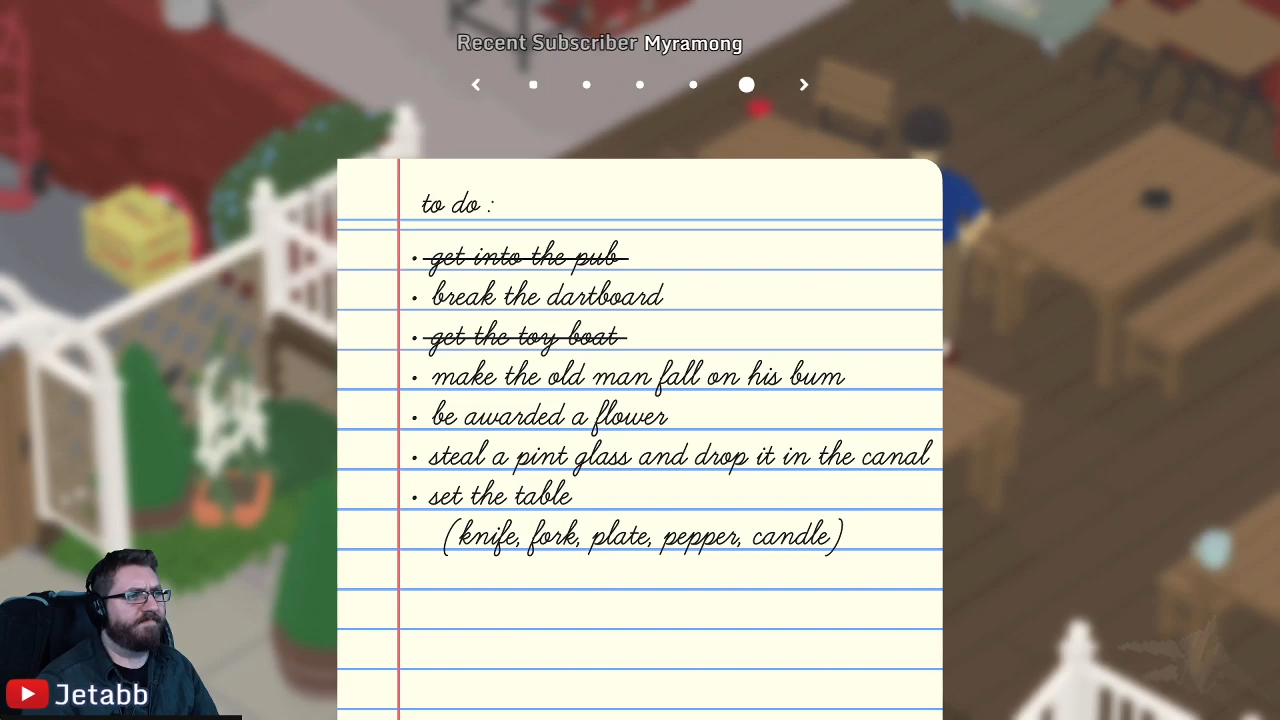 Recent Subscriber Myramong
to do :
• get into the pub
• break the dartboard
• get the toy boat
• make the old man fall on his bum
• be awarded a flower
• steal a pint glass and drop it in the canal
• set the table
(knife, fork, plate, pepper, candle)
Jetabb